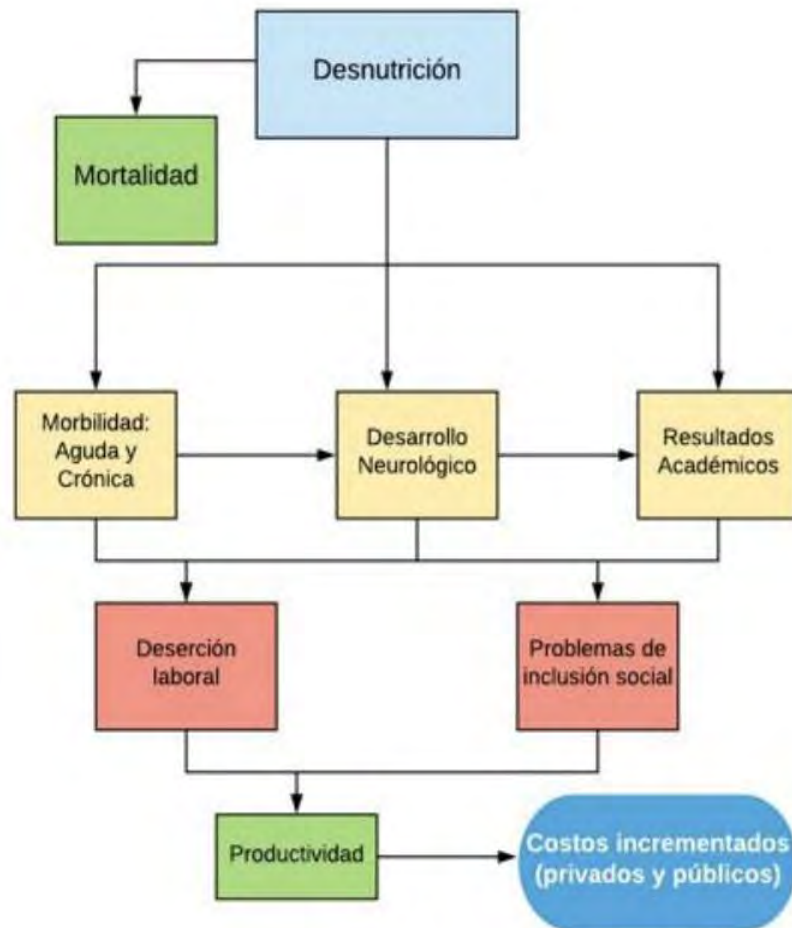 Desnutrición
Mortalidad
Morbilidad:
Aguda y
Crónica
Desarrollo
Neurológico
Resultados
Académicos
Deserción
laboral
Problemas de
inclusión social
Productividad
Costos incrementados
(privados y públicos)